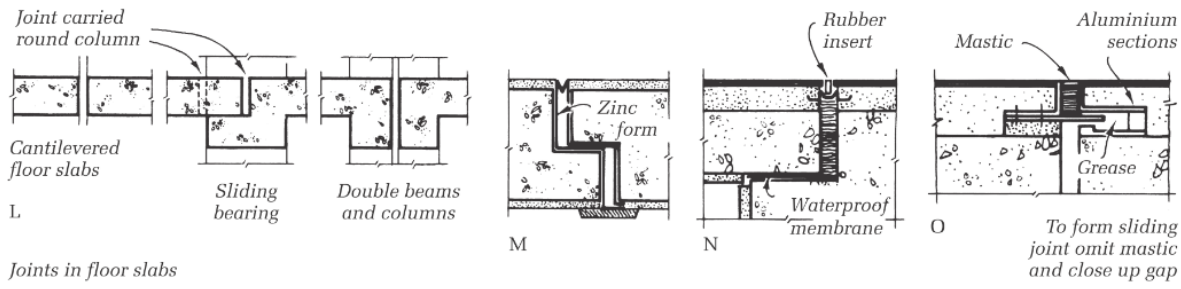 Joint carried
round column
Cantilevered
floor slabs
Sliding
bearing
Double beams
and columns
L
Zinc
form
M
Rubber
insert
Waterproof
membrane
N
Mastic
Aluminium
sections
Grease
O
To form sliding
joint omit mastic
and close up gap
Joints in floor slabs